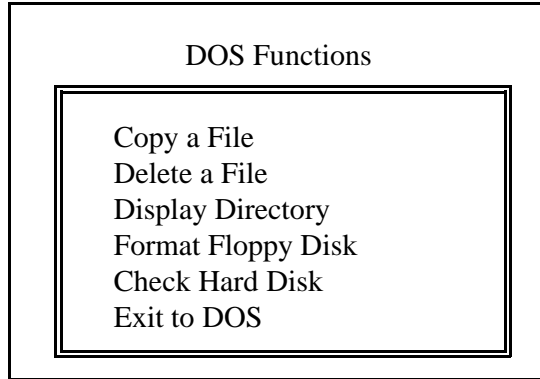 DOS Functions
Copy a File
Delete a File
Display Directory
Format Floppy Disk
Check Hard Disk
Exit to DOS